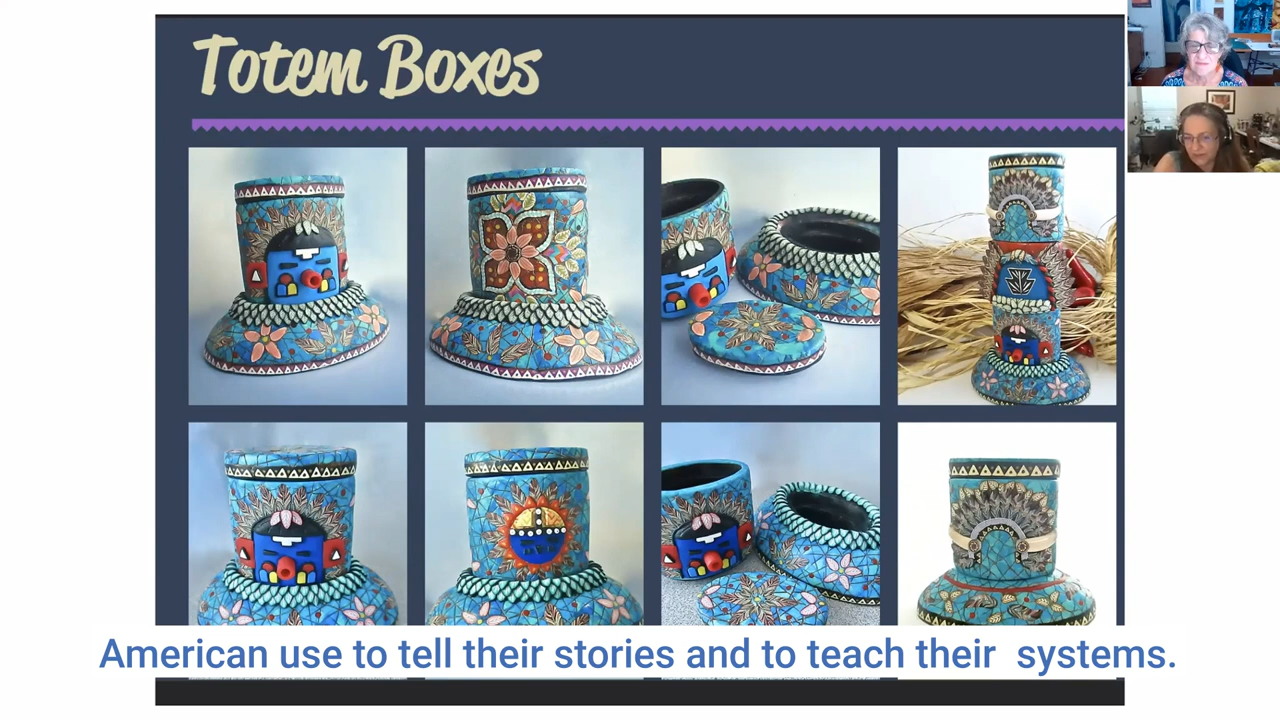 Totem Boxes
American use to tell their stories and to teach their systems.